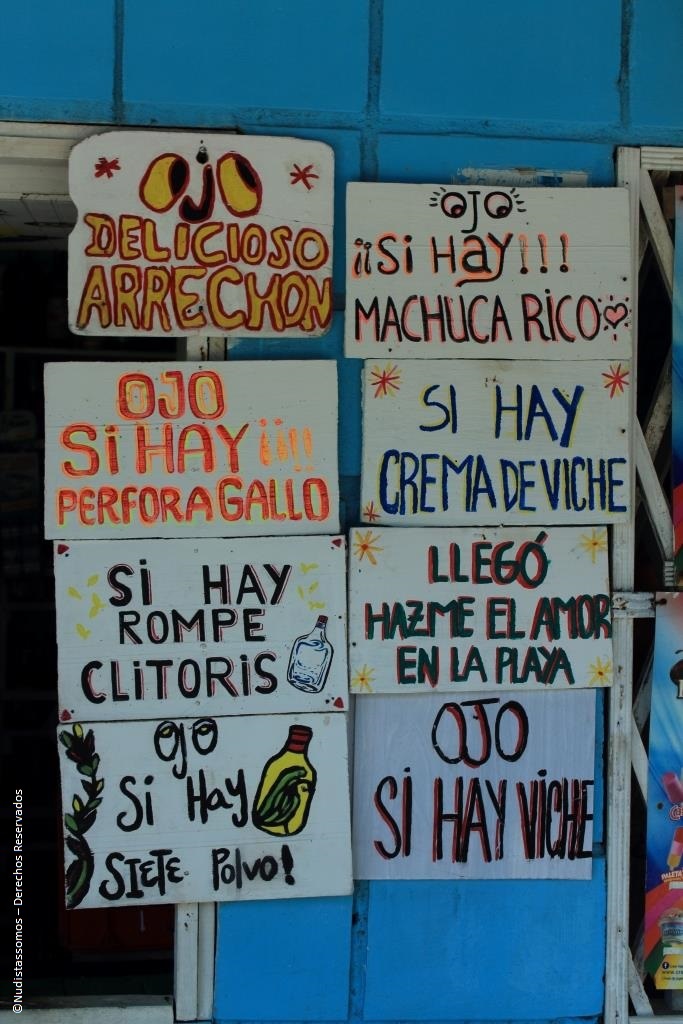 OJO
DELICIOSO
ARRECHON
OJO
¡¡Si Hay!!!
MACHUCA RICO
OJO
Si HAY ¡¡!!
PERFORAGALLO
SI HAY
CREMA DE VICHE
SI HAY
ROMPE
CLITORIS
LLEGÓ
HAZME EL AMOR
EN LA PLAYA
OJO
Si Hay
SIETE Polvo!
OJO
Si HAY VICHE
©Nudistassomos – Derechos Reservados